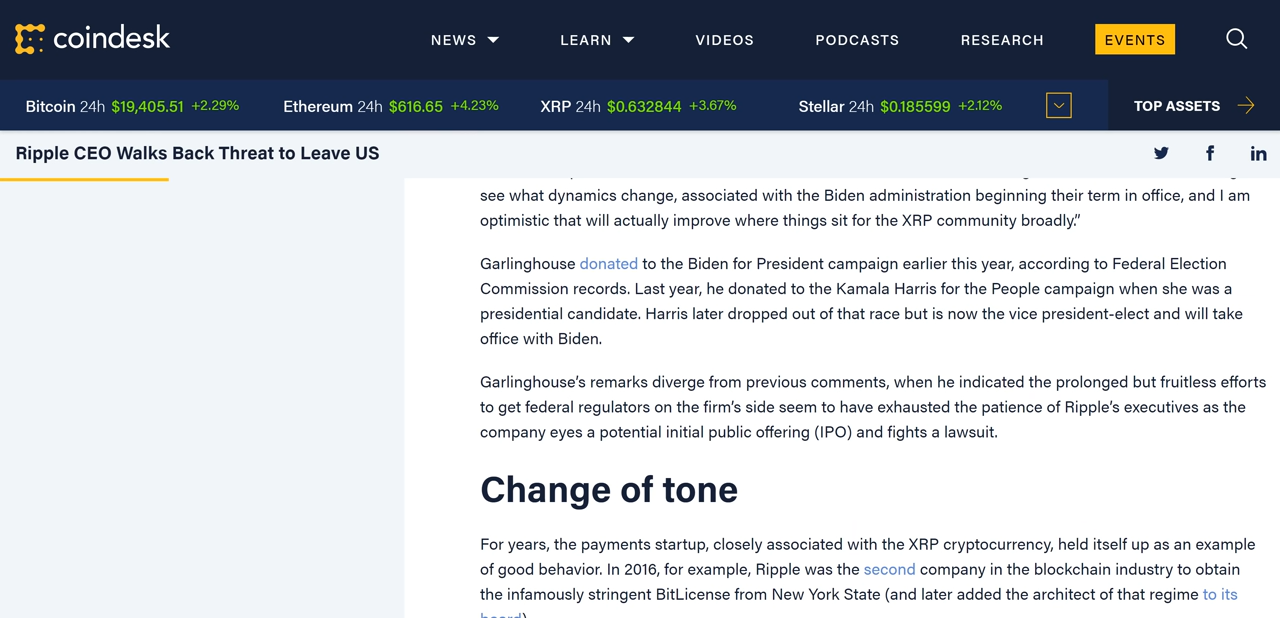 coindesk
NEWS
LEARN
VIDEOS
PODCASTS
RESEARCH
EVENTS
Bitcoin 24h $19,405.51 +2.29%
Ethereum 24h $616.65 +4.23%
XRP 24h $0.632844 +3.67%
Stellar 24h $0.185599 +2.12%
TOP ASSETS
Ripple CEO Walks Back Threat to Leave US
see what dynamics change, associated with the Biden administration beginning their term in office, and I am
optimistic that will actually improve where things sit for the XRP community broadly.”
Garlinghouse donated to the Biden for President campaign earlier this year, according to Federal Election
Commission records. Last year, he donated to the Kamala Harris for the People campaign when she was a
presidential candidate. Harris later dropped out of that race but is now the vice president-elect and will take
office with Biden.
Garlinghouse’s remarks diverge from previous comments, when he indicated the prolonged but fruitless efforts
to get federal regulators on the firm’s side seem to have exhausted the patience of Ripple’s executives as the
company eyes a potential initial public offering (IPO) and fights a lawsuit.
Change of tone
For years, the payments startup, closely associated with the XRP cryptocurrency, held itself up as an example
of good behavior. In 2016, for example, Ripple was the second company in the blockchain industry to obtain
the infamously stringent BitLicense from New York State (and later added the architect of that regime to its
board).